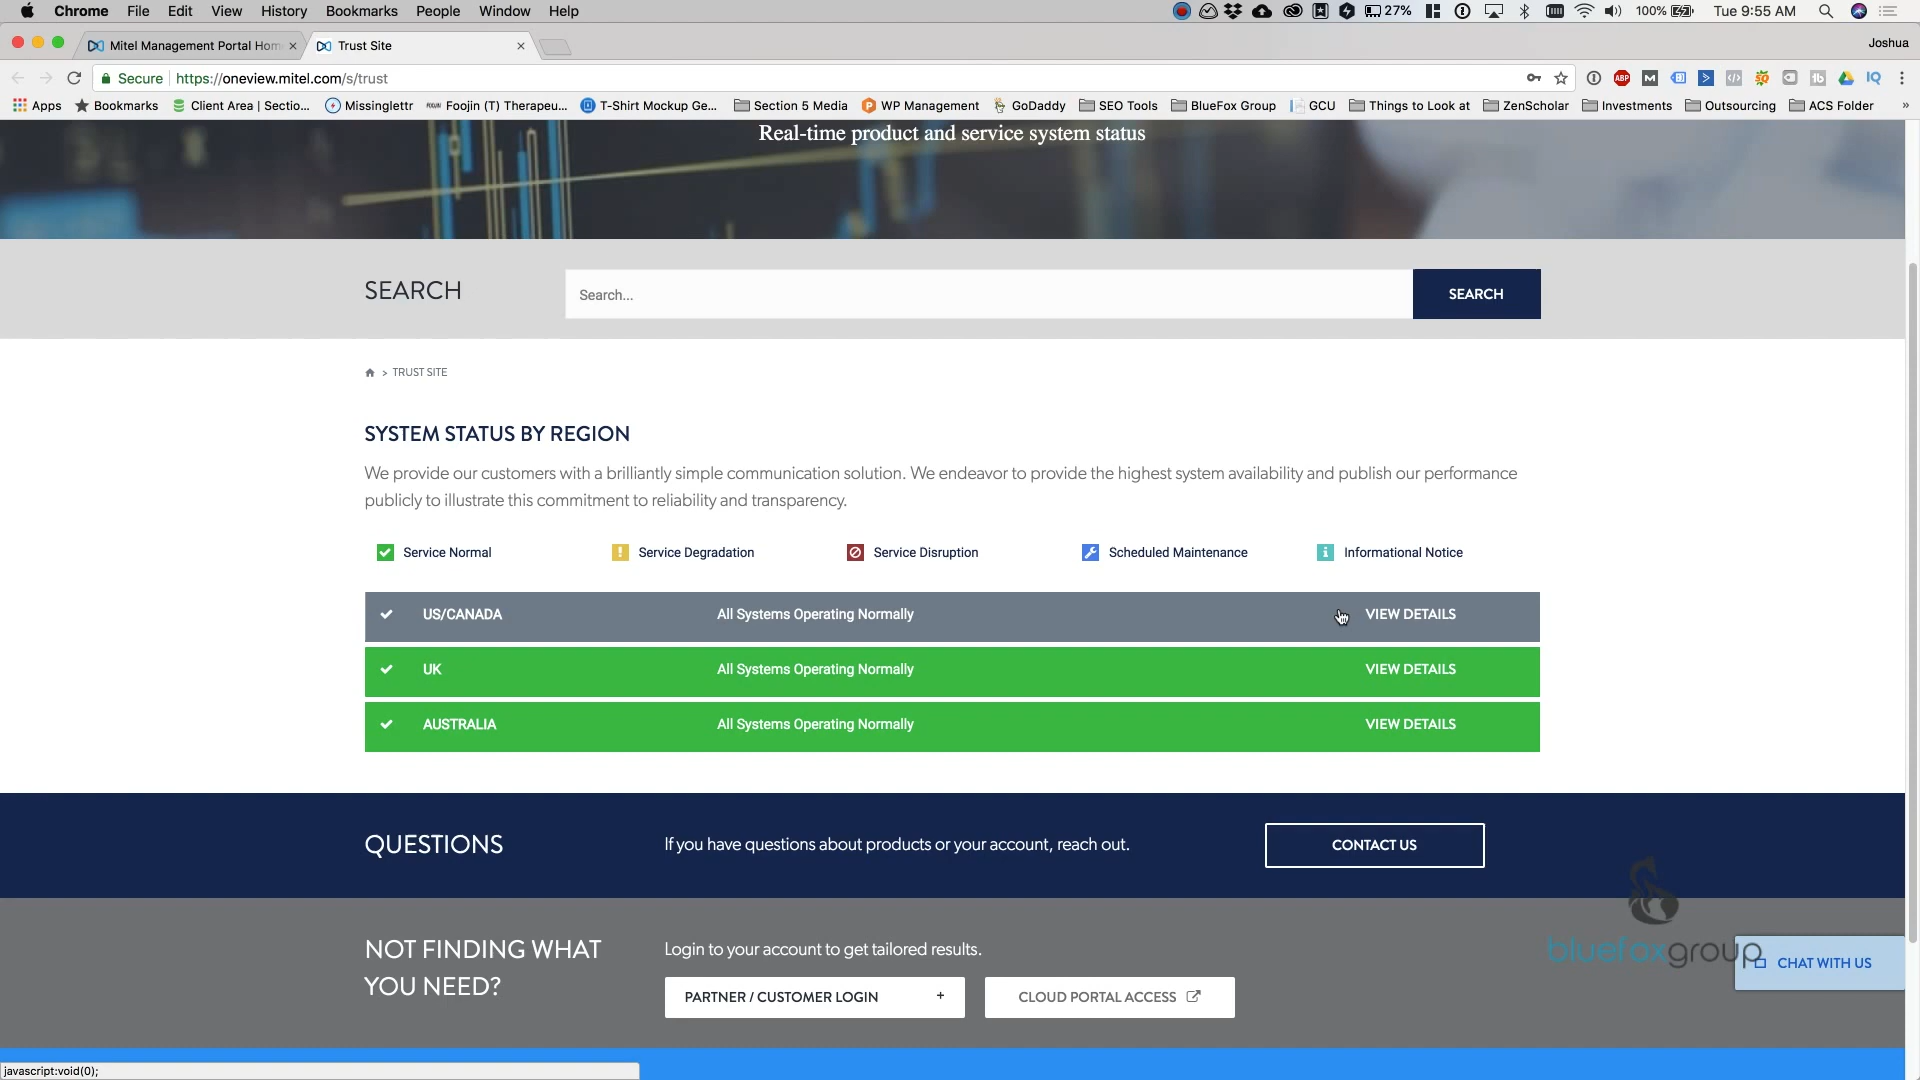 Chrome File Edit View History Bookmarks People Window Help 27% 100% Tue 9:55 AM
Mitel Management Portal Hom Trust Site Joshua
Secure https://oneview.mitel.com/s/trust
Apps Bookmarks Client Area | Sectio... Missinglettr Foojin (T) Therapeu... T-Shirt Mockup Ge... Section 5 Media WP Management GoDaddy SEO Tools BlueFox Group GCU Things to Look at ZenScholar Investments Outsourcing ACS Folder »
Real-time product and service system status
SEARCH Search... SEARCH
> TRUST SITE
SYSTEM STATUS BY REGION
We provide our customers with a brilliantly simple communication solution. We endeavor to provide the highest system availability and publish our performance
publicly to illustrate this commitment to reliability and transparency.
Service Normal Service Degradation Service Disruption Scheduled Maintenance Informational Notice
US/CANADA All Systems Operating Normally VIEW DETAILS
UK All Systems Operating Normally VIEW DETAILS
AUSTRALIA All Systems Operating Normally VIEW DETAILS
QUESTIONS If you have questions about products or your account, reach out. CONTACT US
NOT FINDING WHAT
YOU NEED?
Login to your account to get tailored results.
PARTNER / CUSTOMER LOGIN + CLOUD PORTAL ACCESS
bluefoxgroup
CHAT WITH US
javascript:void(0);